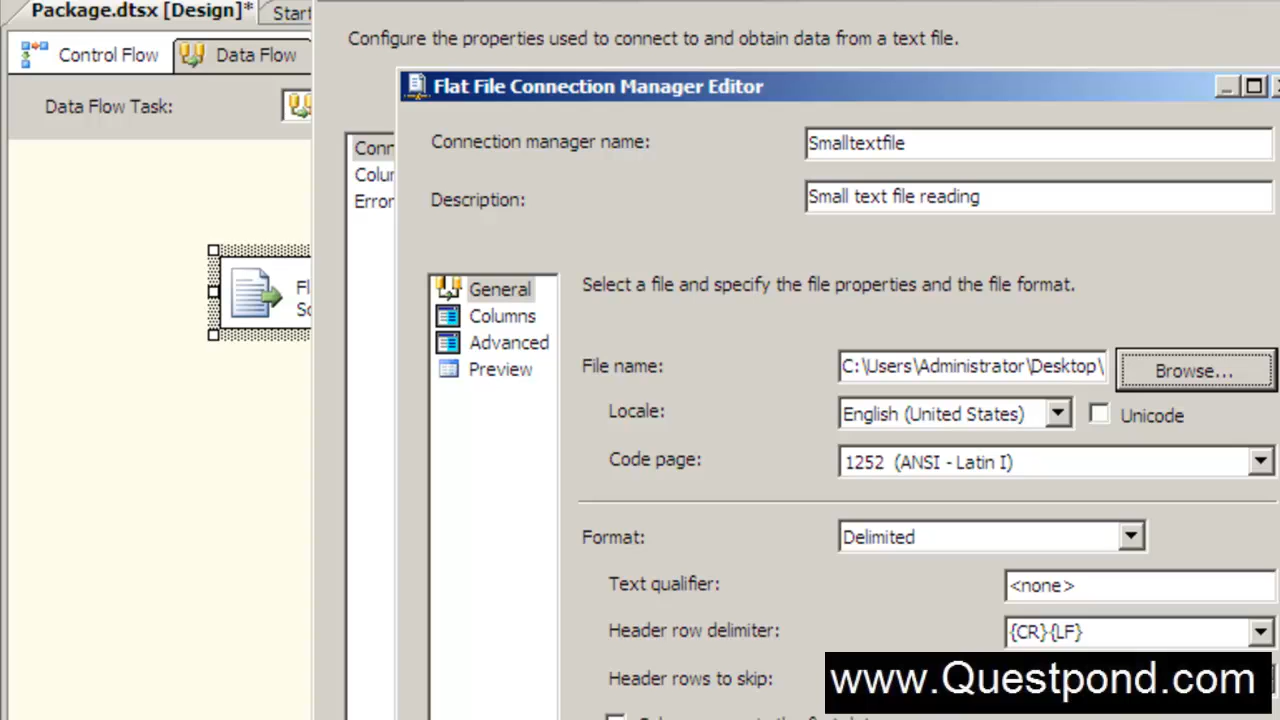 Package.dtsx [Design]*
Start
Control Flow
Data Flow
Data Flow Task:
Configure the properties used to connect to and obtain data from a text file.
Flat File Connection Manager Editor
Conn
Colur
Error
Connection manager name:
Smalltextfile
Description:
Small text file reading
Fl
So
General
Columns
Advanced
Preview
Select a file and specify the file properties and the file format.
File name:
C:\Users\Administrator\Desktop\
Browse...
Locale:
English (United States)
Unicode
Code page:
1252 (ANSI - Latin I)
Format:
Delimited
Text qualifier:
<none>
Header row delimiter:
{CR}{LF}
Header rows to skip:
www.Questpond.com